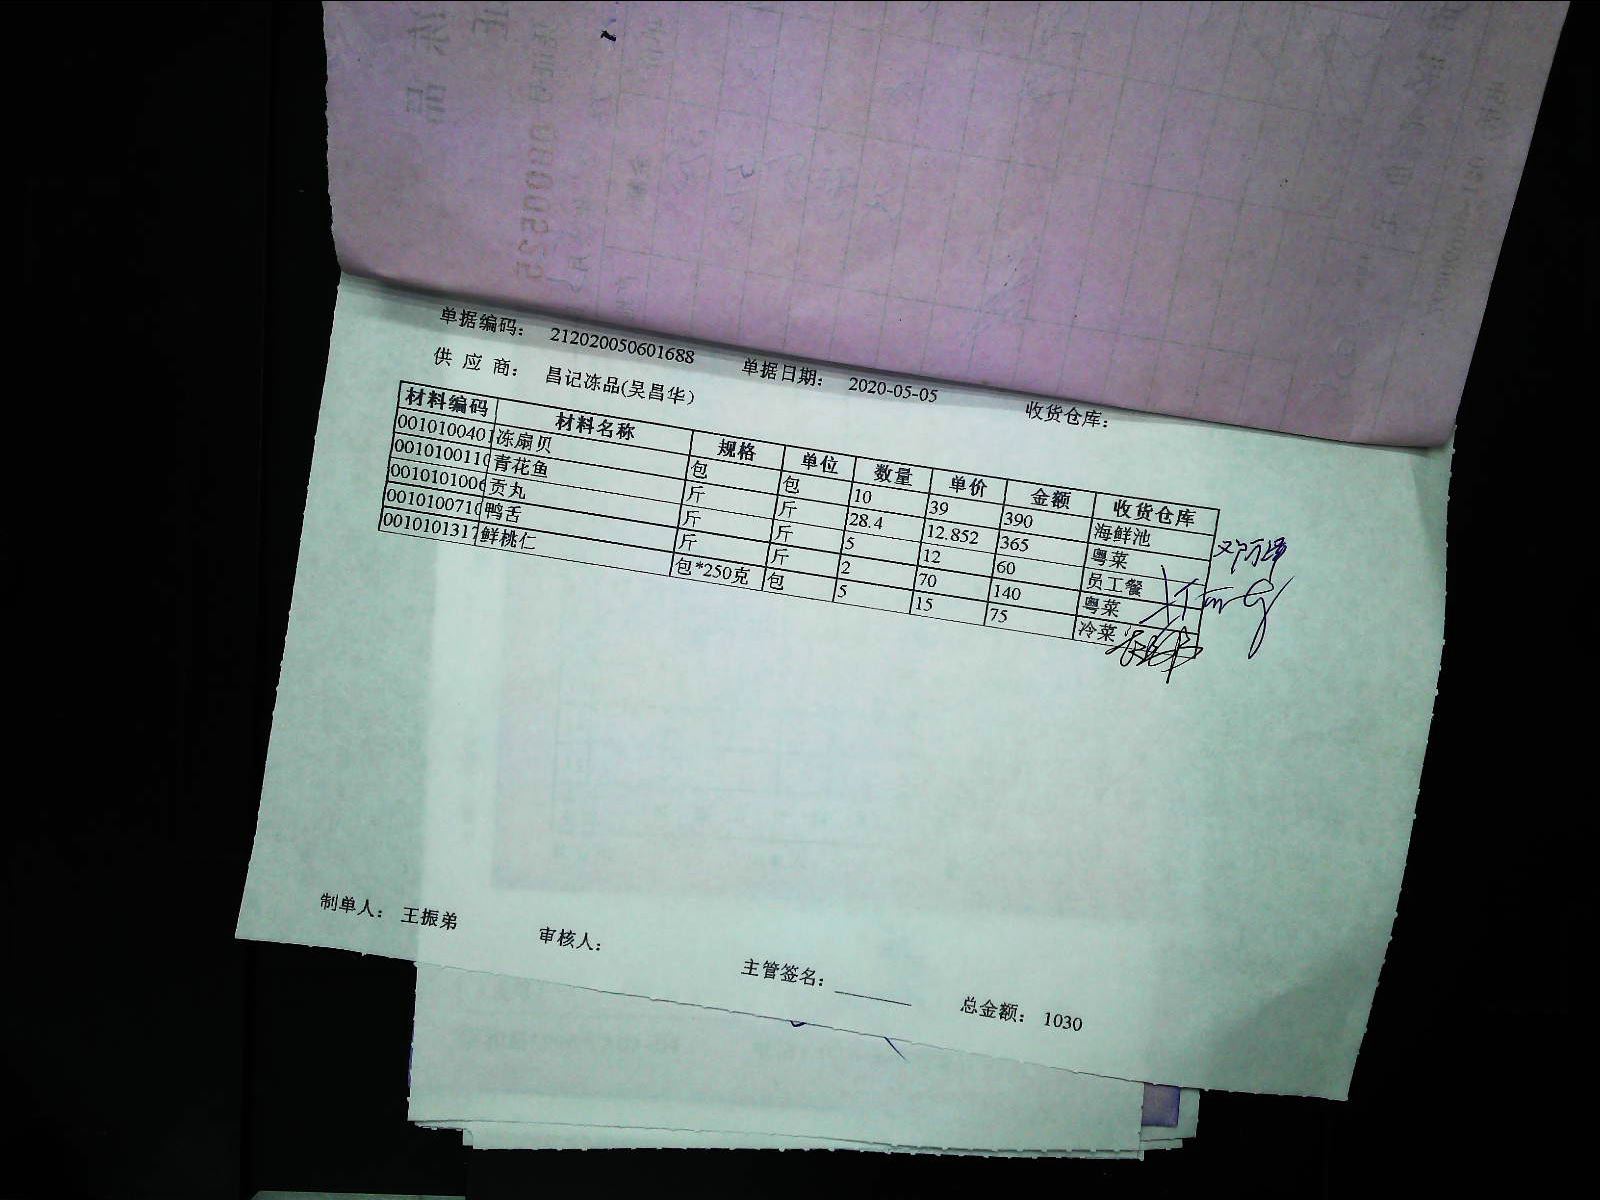 单据编码： 212020050601688 单据日期： 2020-05-05 收货仓库：
供 应 商： 昌记冻品(吴昌华）
材料编码 材料名称 规格 单位 数量 单价 金额 收货仓库
0010100401 冻扇贝 包 包 10 39 390 海鲜池
001010011 青花鱼 斤 斤 28.4 12.852 365 粤菜
001010100 贡丸 斤 斤 5 12 60 员工餐
001010071 鸭舌 斤 斤 2 70 140 粤菜
001010131 鲜桃仁 包*250克 包 5 15 75 冷菜
制单人： 王振弟 审核人： 主管签名： 总金额： 1030